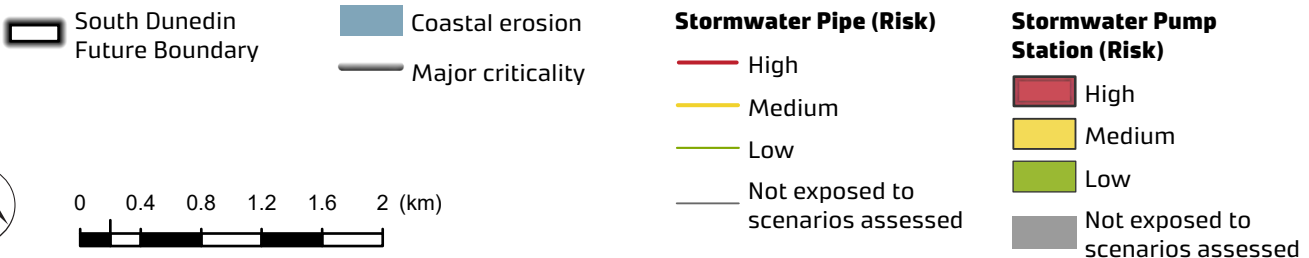 South Dunedin
Future Boundary
Coastal erosion
Major criticality
0 0.4 0.8 1.2 1.6 2 (km)
Stormwater Pipe (Risk)
High
Medium
Low
Not exposed to
scenarios assessed
Stormwater Pump
Station (Risk)
High
Medium
Low
Not exposed to
scenarios assessed